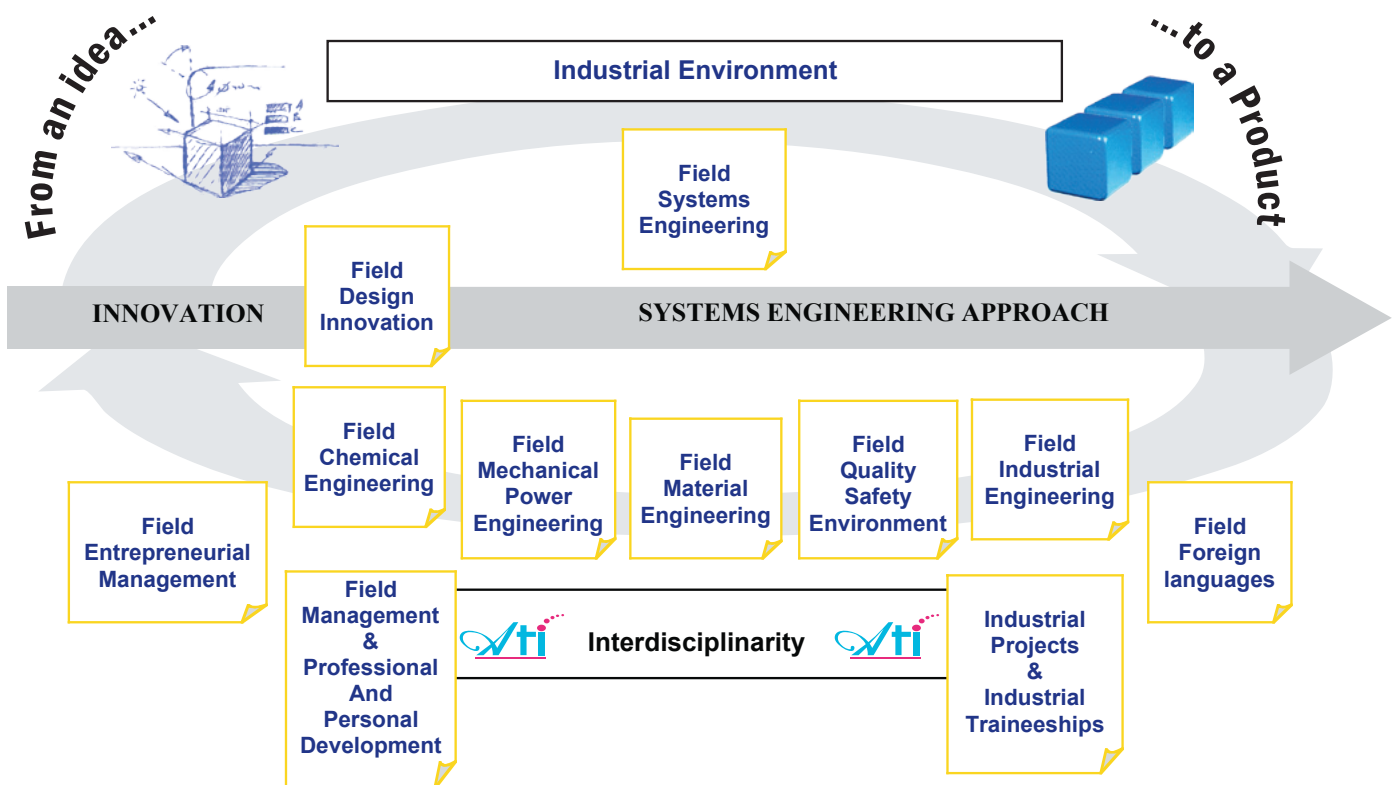 From an idea...
...to a Product
Industrial Environment
Field
Systems
Engineering
Field
Design
Innovation
INNOVATION
SYSTEMS ENGINEERING APPROACH
Field
Chemical
Engineering
Field
Mechanical
Power
Engineering
Field
Material
Engineering
Field
Quality
Safety
Environment
Field
Industrial
Engineering
Field
Entrepreneurial
Management
Field
Foreign
languages
Field
Management
&
Professional
And
Personal
Development
Ati
Interdisciplinarity
Ati
Industrial
Projects
&
Industrial
Traineeships